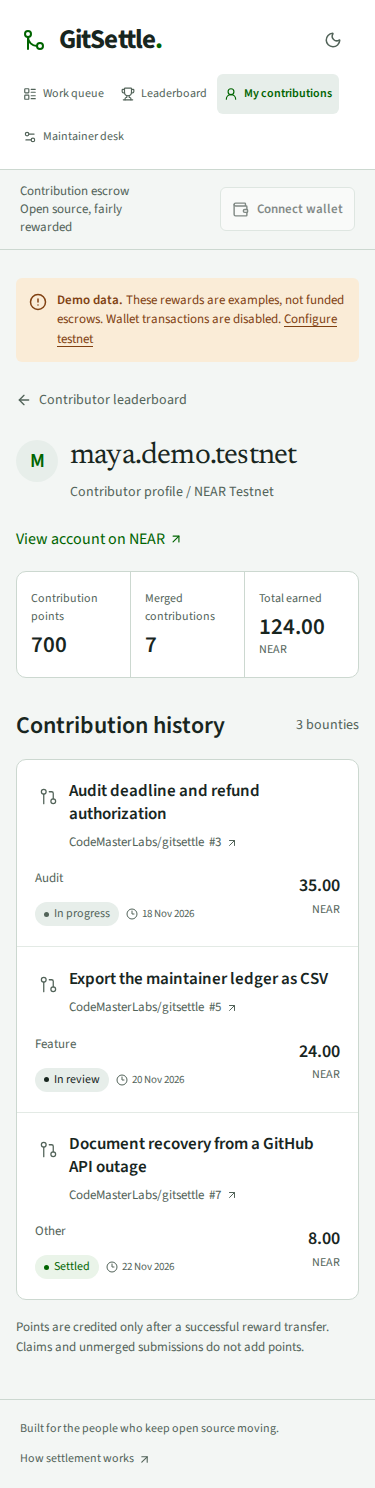 GitSettle.
Work queue
Leaderboard
My contributions
Maintainer desk
Contribution escrow
Open source, fairly
rewarded
Connect wallet
Demo data. These rewards are examples, not funded
escrows. Wallet transactions are disabled. Configure
testnet
Contributor leaderboard
M
maya.demo.testnet
Contributor profile / NEAR Testnet
View account on NEAR
Contribution
points
700
Merged
contributions
7
Total earned
124.00
NEAR
Contribution history
3 bounties
Audit deadline and refund
authorization
CodeMasterLabs/gitsettle #3
Audit
In progress
18 Nov 2026
35.00
NEAR
Export the maintainer ledger as CSV
CodeMasterLabs/gitsettle #5
Feature
In review
20 Nov 2026
24.00
NEAR
Document recovery from a GitHub
API outage
CodeMasterLabs/gitsettle #7
Other
Settled
22 Nov 2026
8.00
NEAR
Points are credited only after a successful reward transfer.
Claims and unmerged submissions do not add points.
Built for the people who keep open source moving.
How settlement works